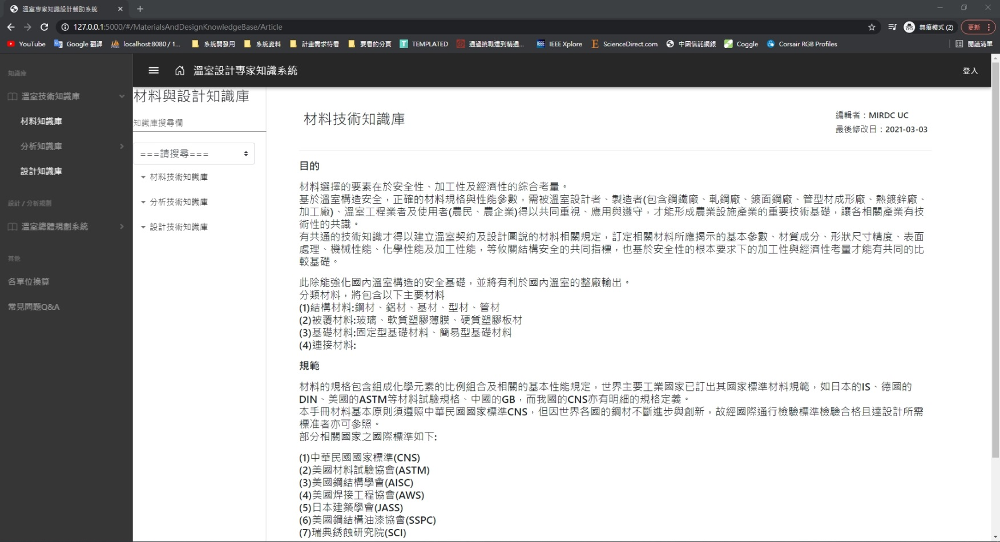 溫室專家知識設計輔助系統
127.0.0.1:5000/#/MaterialsAndDesignKnowledgeBase/Article
無痕模式 (2)
更新
YouTube
Google 翻譯
localhost:8080 / 1...
系統開發用
系統資料
計畫需求待看
要看的分頁
TEMPLATED
通過挑戰達到精通...
IEEE Xplore
ScienceDirect.com
中國信託網銀
Coggle
Corsair RGB Profiles
閱讀清單
知識庫
溫室技術知識庫
材料知識庫
分析知識庫
設計知識庫
設計 / 分析規劃
溫室總體規劃系統
其他
各單位換算
常見問題Q&A
溫室設計專家知識系統
登入
材料與設計知識庫
知識庫搜尋欄
===請搜尋===
材料技術知識庫
分析技術知識庫
設計技術知識庫
材料技術知識庫
編輯者：MIRDC UC
最後修改日：2021-03-03
目的
材料選擇的要素在於安全性、加工性及經濟性的綜合考量。
基於溫室構造安全，正確的材料規格與性能參數，需被溫室設計者、製造者(包含鋼鐵廠、軋鋼廠、鍍面鋼廠、管型材成形廠、熱鍍鋅廠、
加工廠)、溫室工程業者及使用者(農民、農企業)得以共同重視、應用與遵守，才能形成農業設施產業的重要技術基礎，讓各相關產業有技
術性的共識。
有共通的技術知識才得以建立溫室契約及設計圖說的材料相關規定，訂定相關材料所應揭示的基本參數、材質成分、形狀尺寸精度、表面
處理、機械性能、化學性能及加工性能，等攸關結構安全的共同指標，也基於安全性的根本要求下的加工性與經濟性考量才能有共同的比
較基礎。
此除能強化國內溫室構造的安全基礎，並將有利於國內溫室的整廠輸出。
分類材料，將包含以下主要材料
(1)結構材料:鋼材、鋁材、基材、型材、管材
(2)被覆材料:玻璃、軟質塑膠薄膜、硬質塑膠板材
(3)基礎材料:固定型基礎材料、簡易型基礎材料
(4)連接材料:
規範
材料的規格包含組成化學元素的比例組合及相關的基本性能規定，世界主要工業國家已訂出其國家標準材料規範，如日本的IS、德國的
DIN、美國的ASTM等材料試驗規格、中國的GB，而我國的CNS亦有明細的規格定義。
本手冊材料基本原則須遵照中華民國國家標準CNS，但因世界各國的鋼材不斷進步與創新，故經國際通行檢驗標準檢驗合格且達設計所需
標准者亦可參照。
部分相關國家之國際標準如下:
(1)中華民國國家標準(CNS)
(2)美國材料試驗協會(ASTM)
(3)美國鋼結構學會(AISC)
(4)美國焊接工程協會(AWS)
(5)日本建築學會(JASS)
(6)美國鋼結構油漆協會(SSPC)
(7)瑞典銹蝕研究院(SCI)